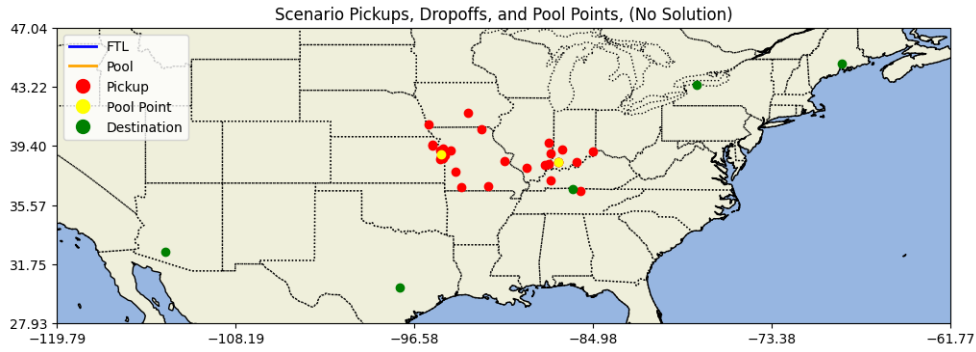 Scenario Pickups, Dropoffs, and Pool Points, (No Solution)
47.04
43.22
39.40
35.57
31.75
27.93
FTL
Pool
Pickup
Pool Point
Destination
−119.79
−108.19
−96.58
−84.98
−73.38
−61.77